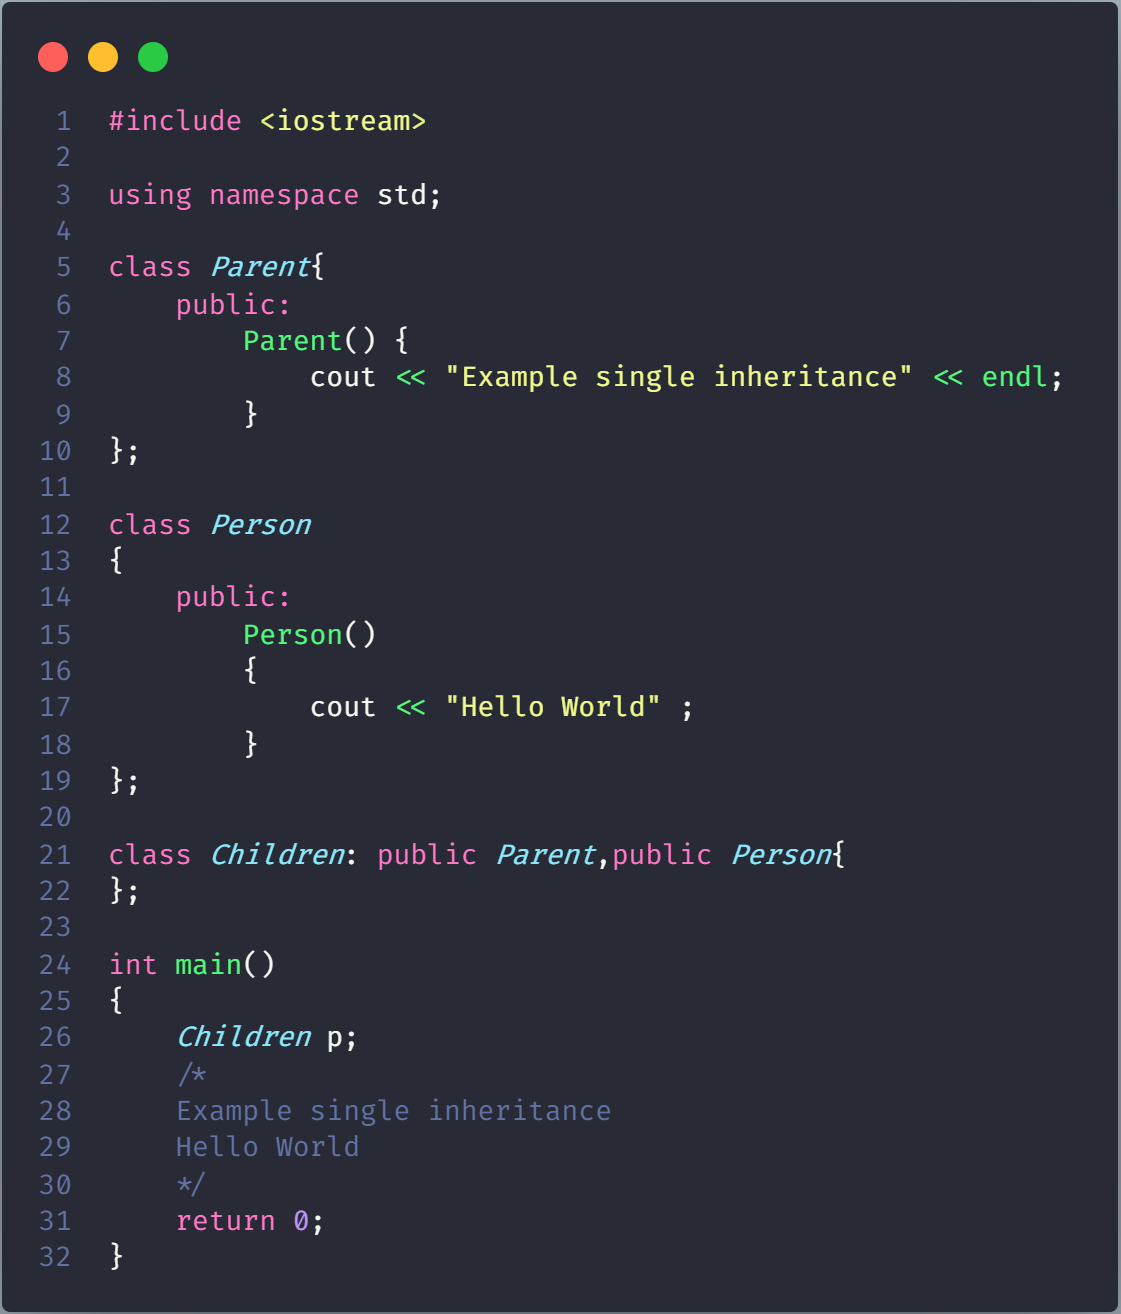 1 #include <iostream>
2
3 using namespace std;
4
5 class Parent{
6     public:
7         Parent() {
8             cout << "Example single inheritance" << endl;
9         }
10 };
11
12 class Person
13 {
14     public:
15         Person()
16         {
17             cout << "Hello World" ;
18         }
19 };
20
21 class Children: public Parent,public Person{
22 };
23
24 int main()
25 {
26     Children p;
27     /*
28     Example single inheritance
29     Hello World
30     */
31     return 0;
32 }